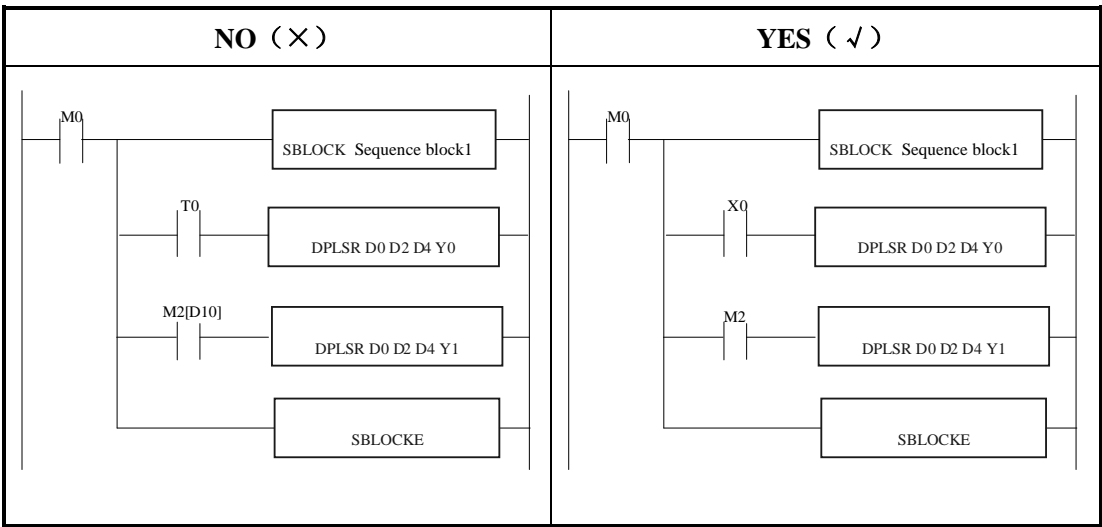 NO（×）
YES（√）
M0
SBLOCK Sequence block1
T0
DPLSR D0 D2 D4 Y0
M2[D10]
DPLSR D0 D2 D4 Y1
SBLOCKE
M0
SBLOCK Sequence block1
X0
DPLSR D0 D2 D4 Y0
M2
DPLSR D0 D2 D4 Y1
SBLOCKE